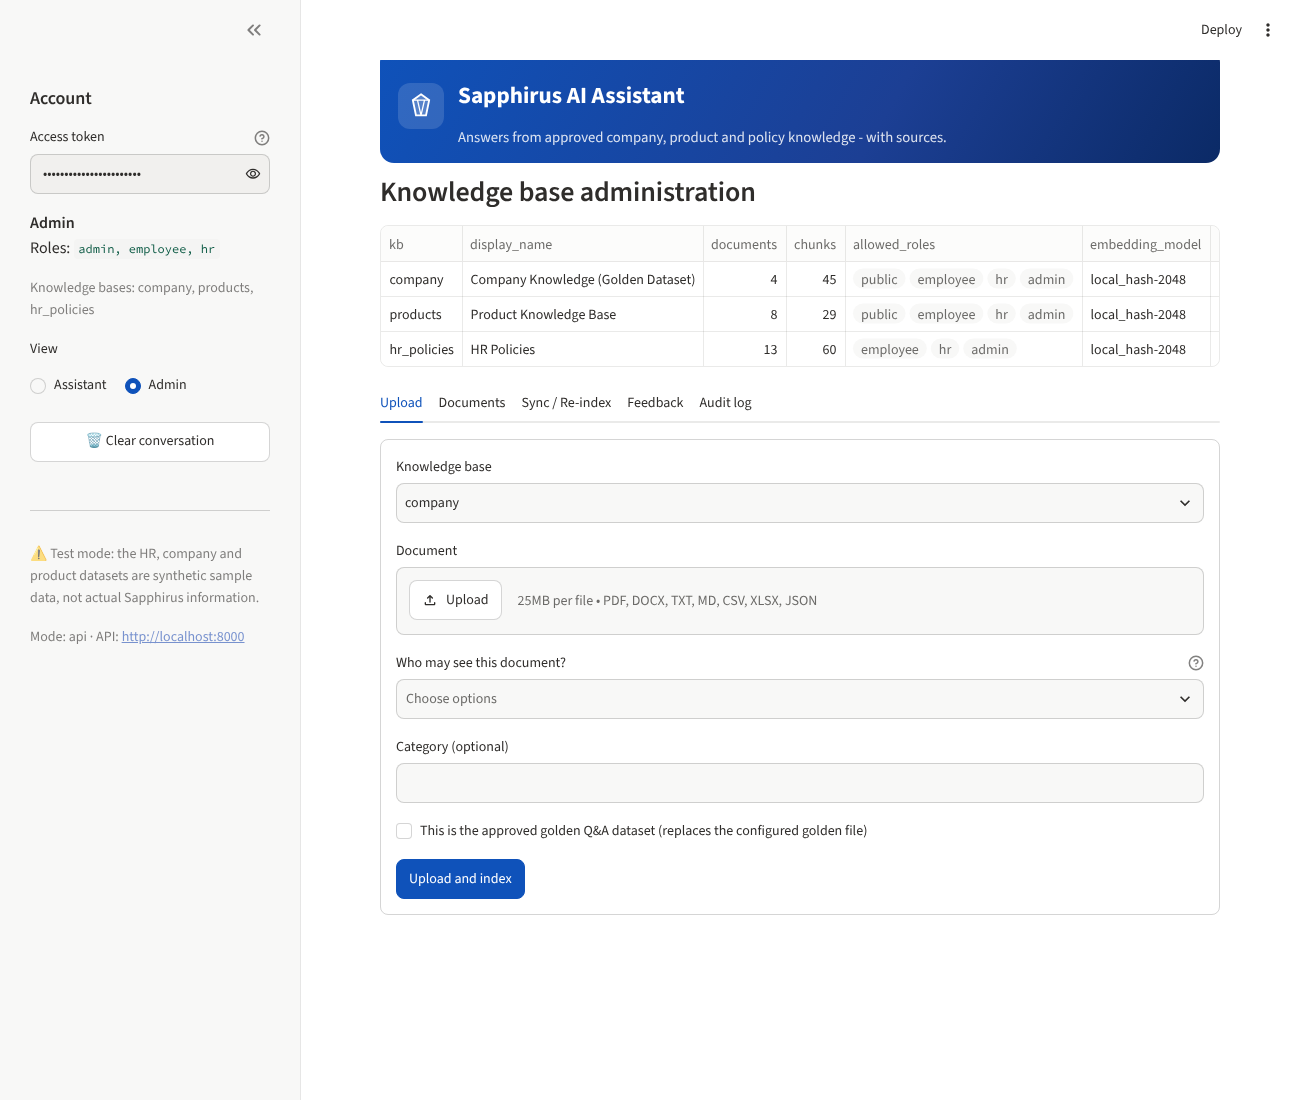 Deploy
Account
Access token
•••••••••••••••••••••••
Admin
Roles: admin, employee, hr
Knowledge bases: company, products,
hr_policies
View
Assistant
Admin
🗑️ Clear conversation
⚠️ Test mode: the HR, company and
product datasets are synthetic sample
data, not actual Sapphirus information.
Mode: api · API: http://localhost:8000
Sapphirus AI Assistant
Answers from approved company, product and policy knowledge - with sources.
Knowledge base administration
kb display_name documents chunks allowed_roles embedding_model
company Company Knowledge (Golden Dataset) 4 45 public employee hr admin local_hash-2048
products Product Knowledge Base 8 29 public employee hr admin local_hash-2048
hr_policies HR Policies 13 60 employee hr admin local_hash-2048
Upload Documents Sync / Re-index Feedback Audit log
Knowledge base
company
Document
Upload 25MB per file • PDF, DOCX, TXT, MD, CSV, XLSX, JSON
Who may see this document?
Choose options
Category (optional)
This is the approved golden Q&A dataset (replaces the configured golden file)
Upload and index